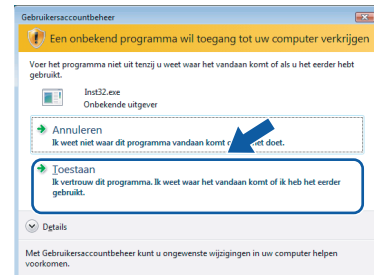 Gebruikersaccountbeheer
Een onbekend programma wil toegang tot uw computer verkrijgen
Voer het programma niet uit tenzij u weet waar het vandaan komt of als u het eerder hebt
gebruikt.
Inst32.exe
Onbekende uitgever
Annuleren
Ik weet niet waar dit programma vandaan komt het doet.
Toestaan
Ik vertrouw dit programma. Ik weet waar het vandaan komt of ik heb het eerder
gebruikt.
Details
Met Gebruikersaccountbeheer kunt u ongewenste wijzigingen in uw computer helpen
voorkomen.